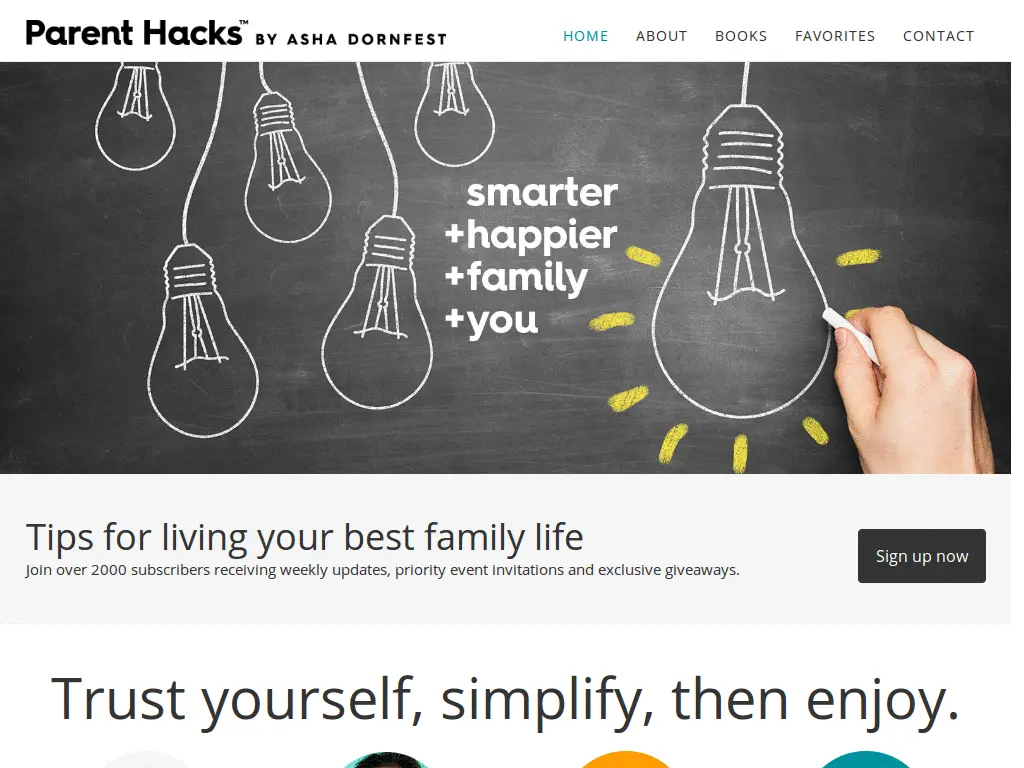 Parent Hacks™ BY ASHA DORNFEST
HOME ABOUT BOOKS FAVORITES CONTACT
smarter
+happier
+family
+you
Tips for living your best family life
Join over 2000 subscribers receiving weekly updates, priority event invitations and exclusive giveaways.
Sign up now
Trust yourself, simplify, then enjoy.